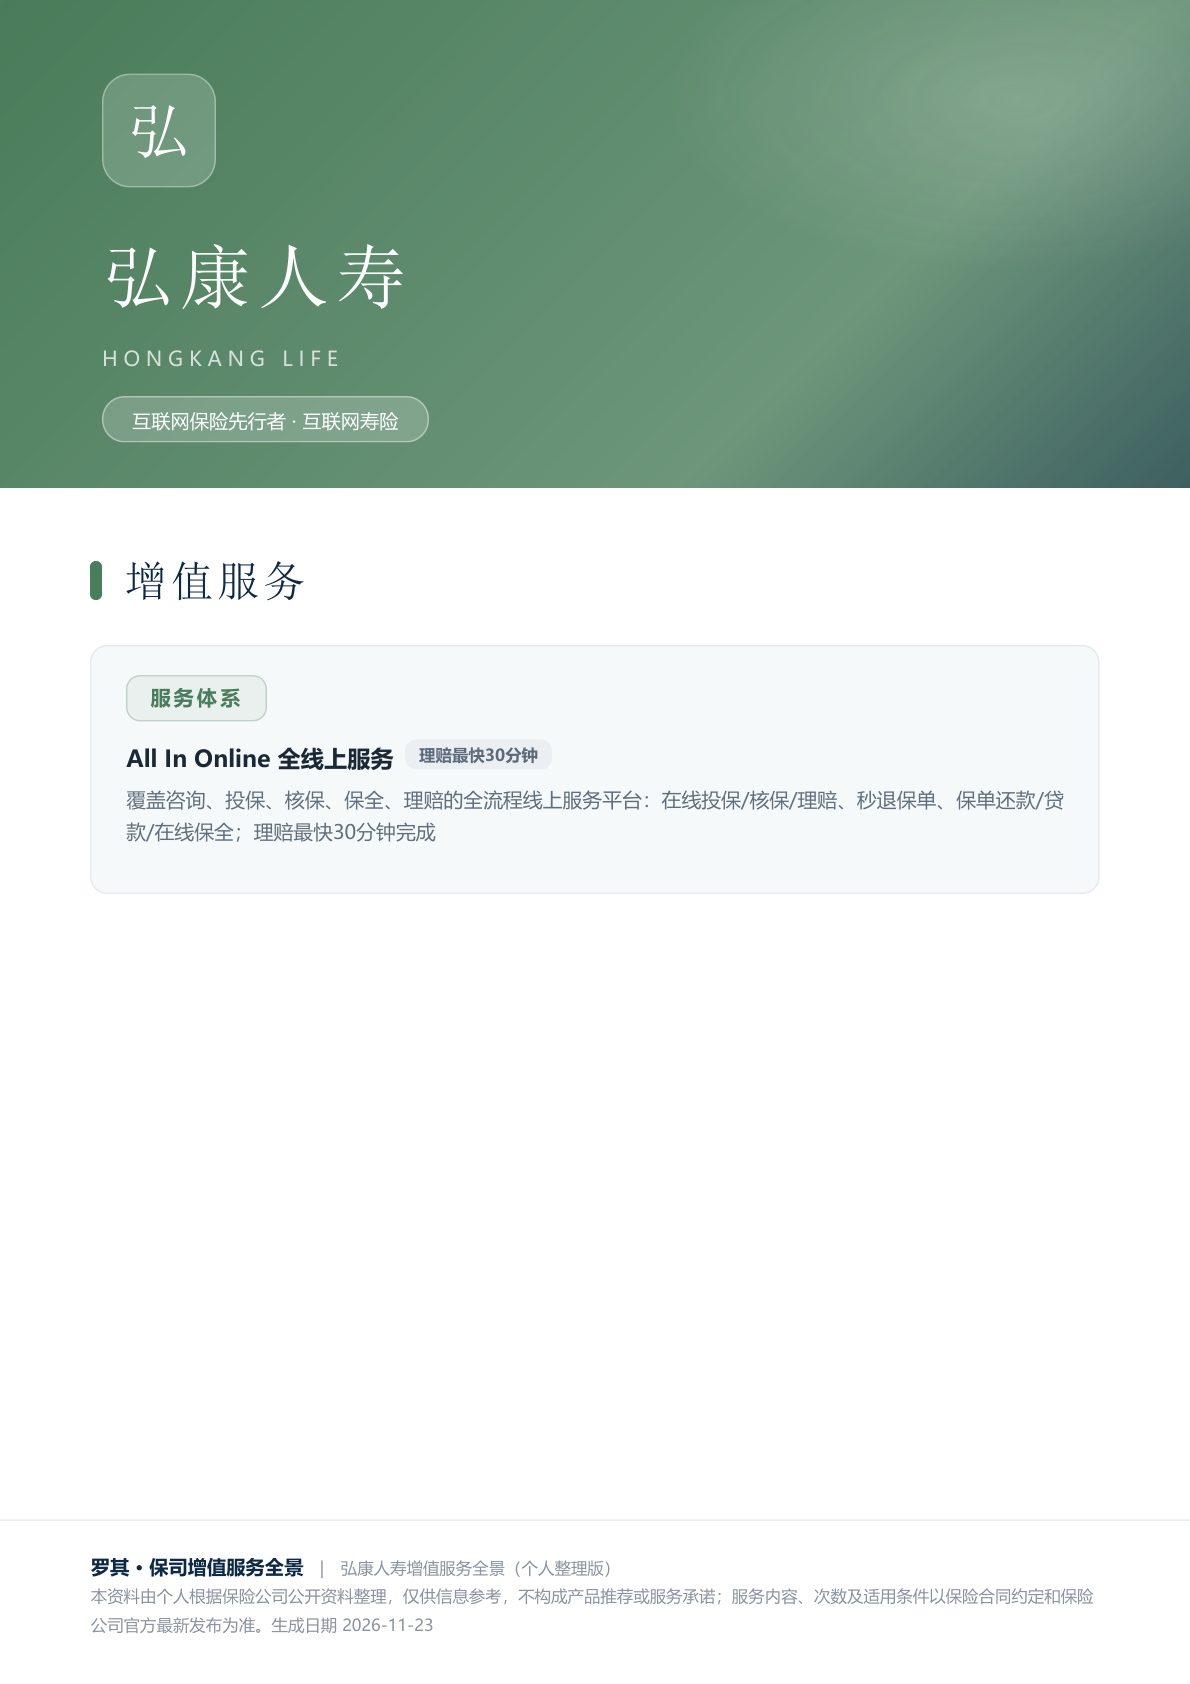 弘
弘康人寿
HONGKANG LIFE
互联网保险先行者 · 互联网寿险
增值服务
服务体系
All In Online 全线上服务 理赔最快30分钟
覆盖咨询、投保、核保、保全、理赔的全流程线上服务平台：在线投保/核保/理赔、秒退保单、保单还款/贷
款/在线保全；理赔最快30分钟完成
罗其 • 保司增值服务全景 | 弘康人寿增值服务全景（个人整理版）
本资料由个人根据保险公司公开资料整理，仅供信息参考，不构成产品推荐或服务承诺；服务内容、次数及适用条件以保险合同约定和保险
公司官方最新发布为准。生成日期 2026-11-23